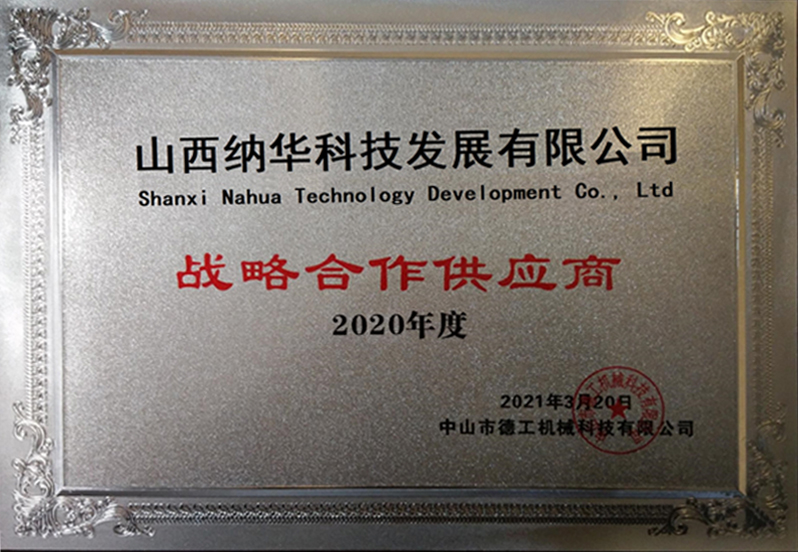 山西纳华科技发展有限公司
Shanxi Nahua Technology Development Co., Ltd
战略合作供应商
2020年度
2021年3月20日
中山市德工机械科技有限公司